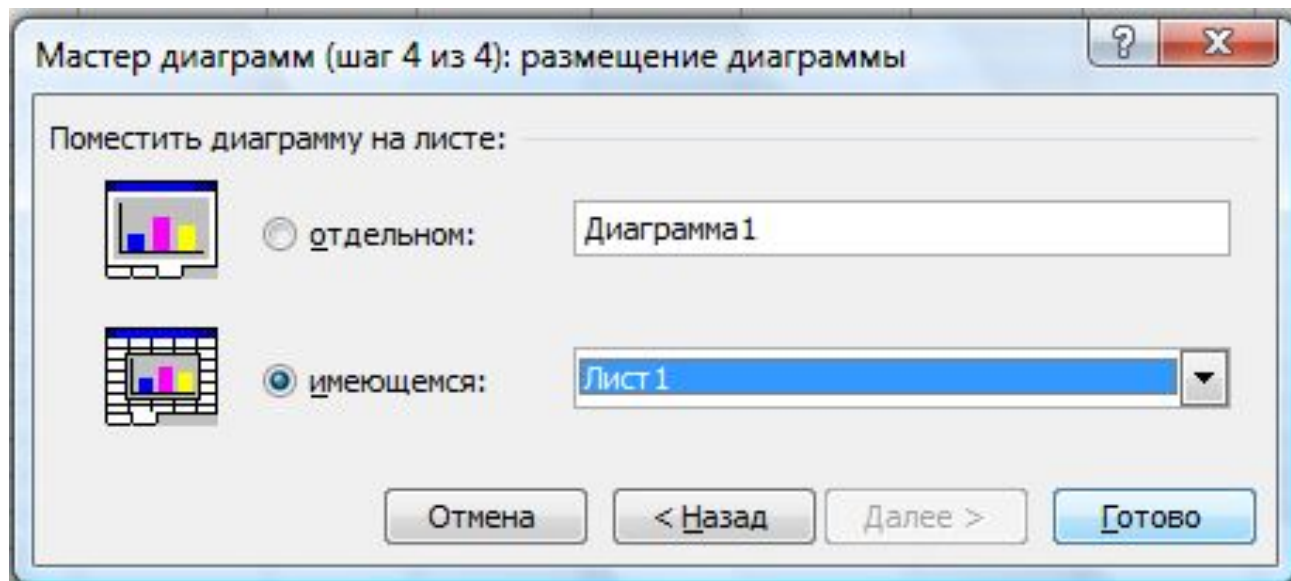 Мастер диаграмм (шаг 4 из 4): размещение диаграммы
?
X
Поместить диаграмму на листе:
отдельном: Диаграмма1
имеющемся: Лист1
Отмена < Назад Далее > Готово